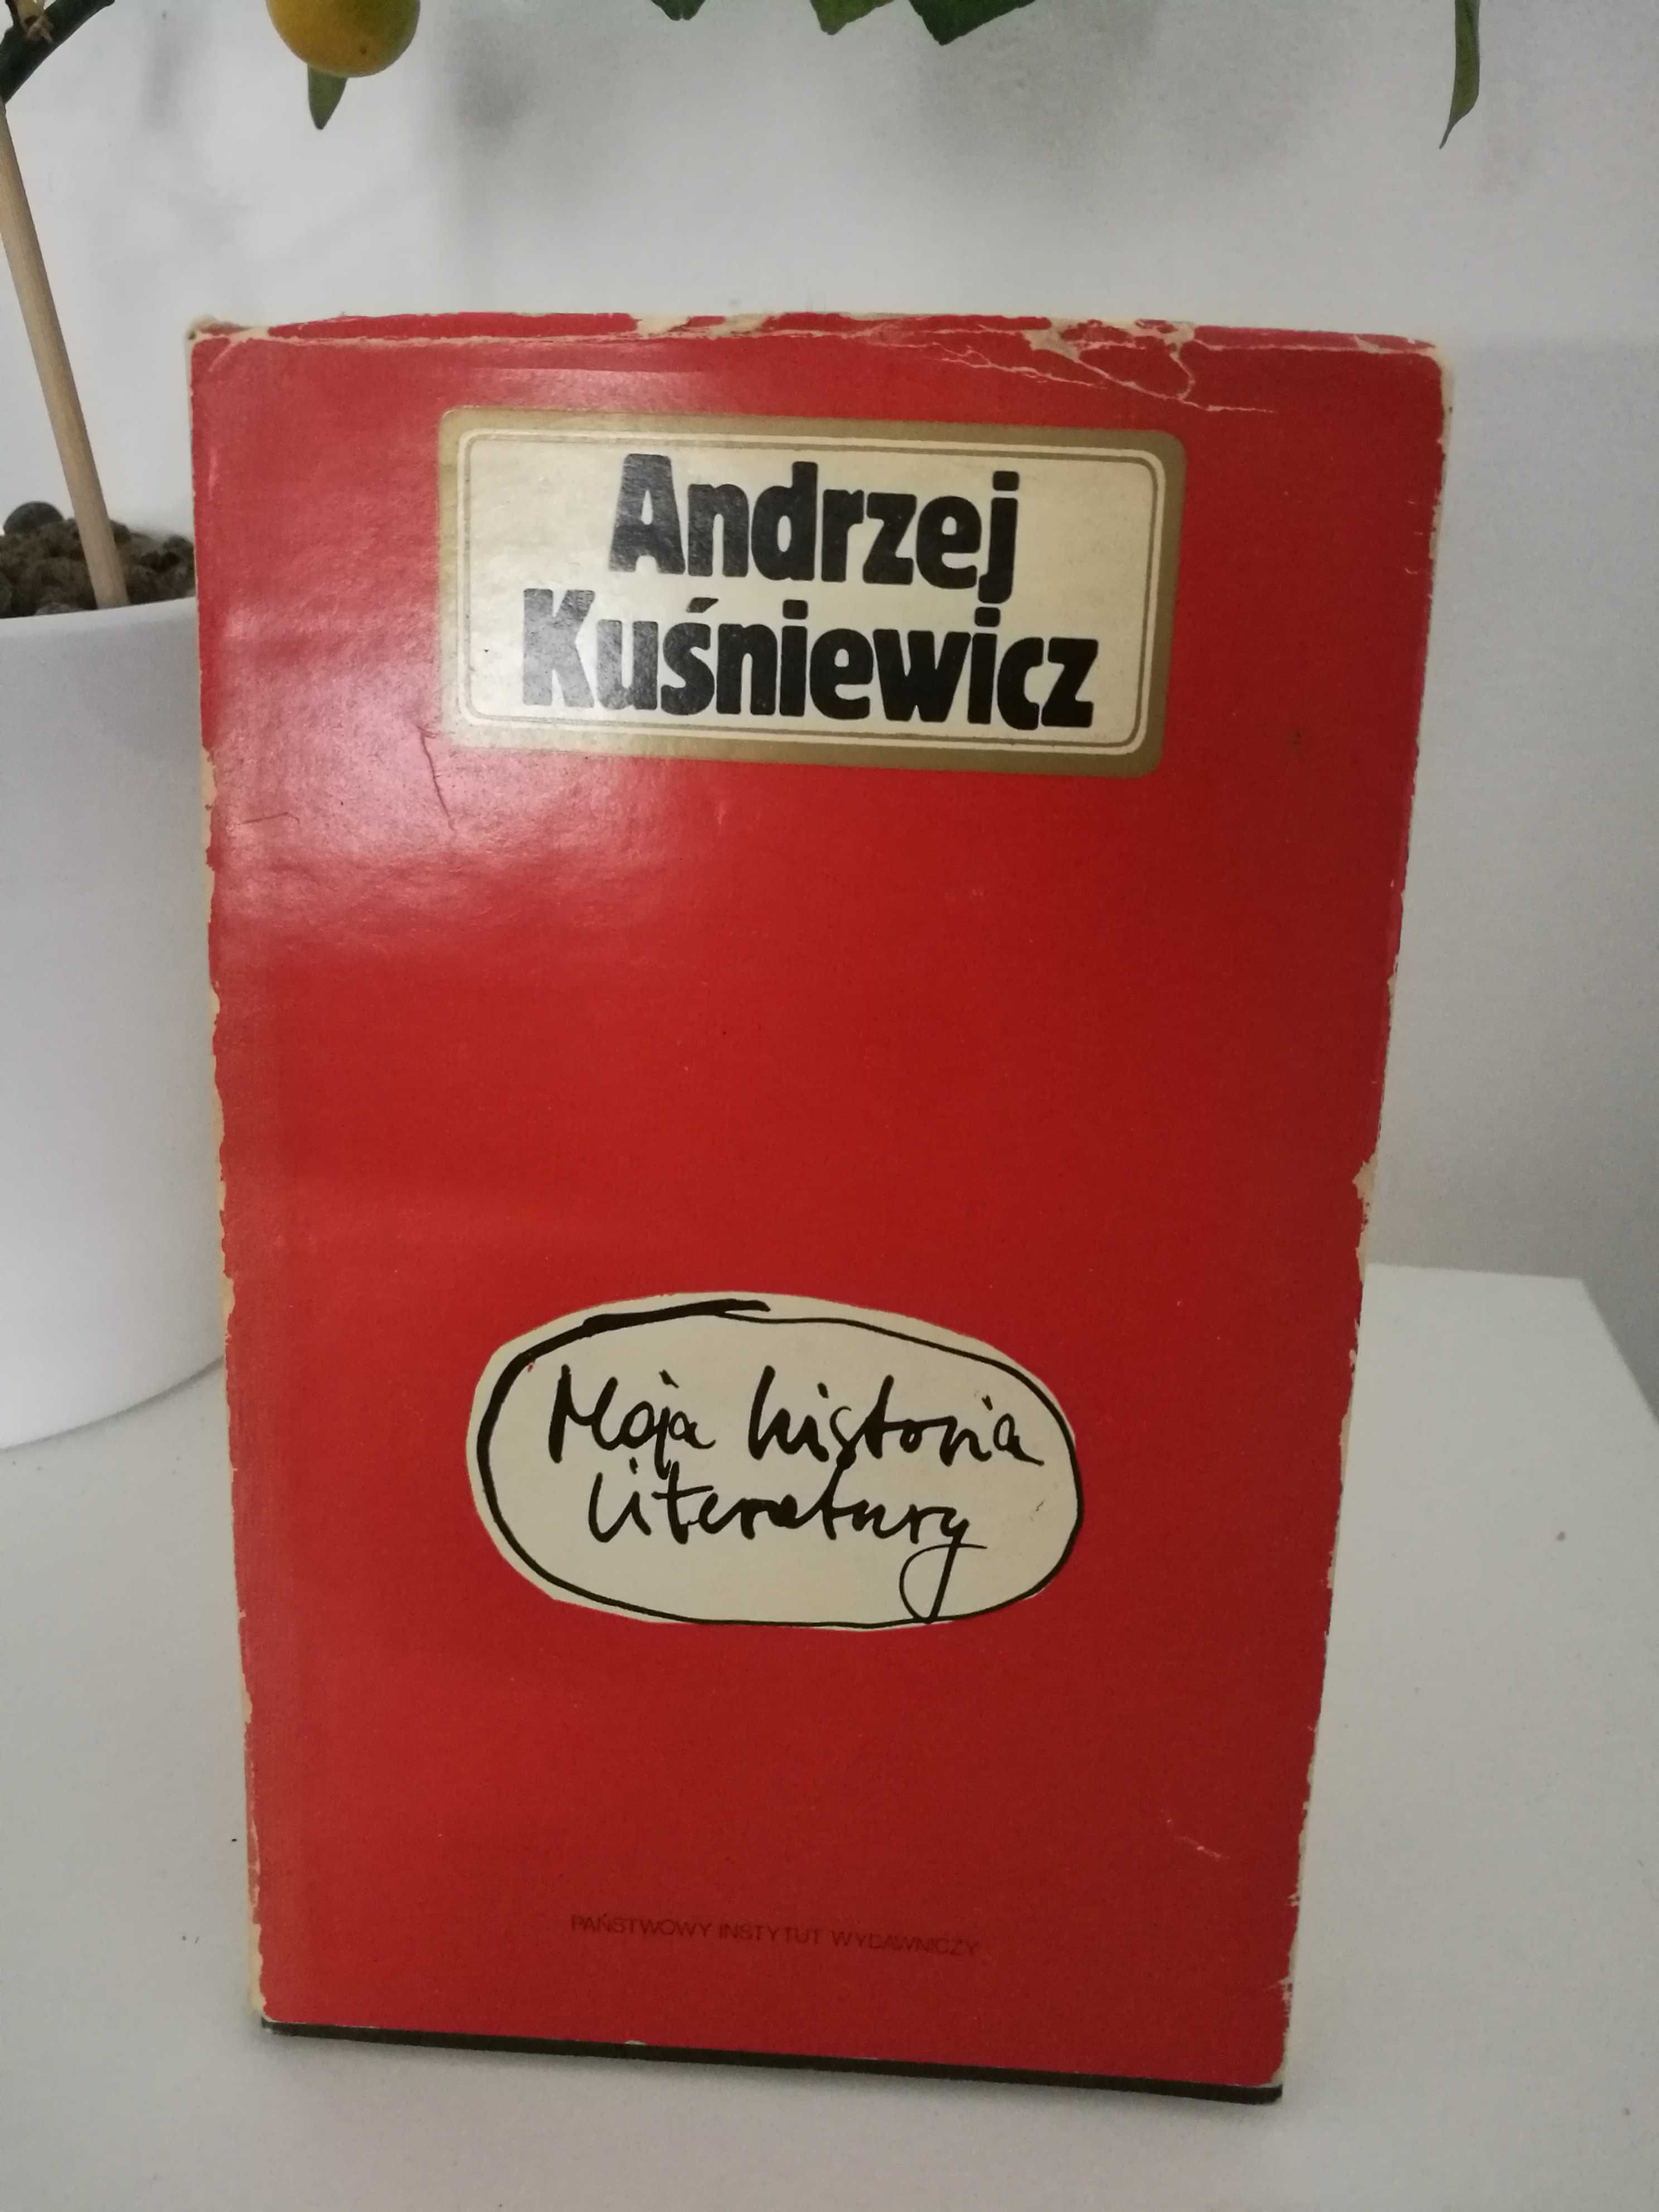 Andrzej
Kuśniewicz
Moja historia
literatury
PAŃSTWOWY INSTYTUT WYDAWNICZY